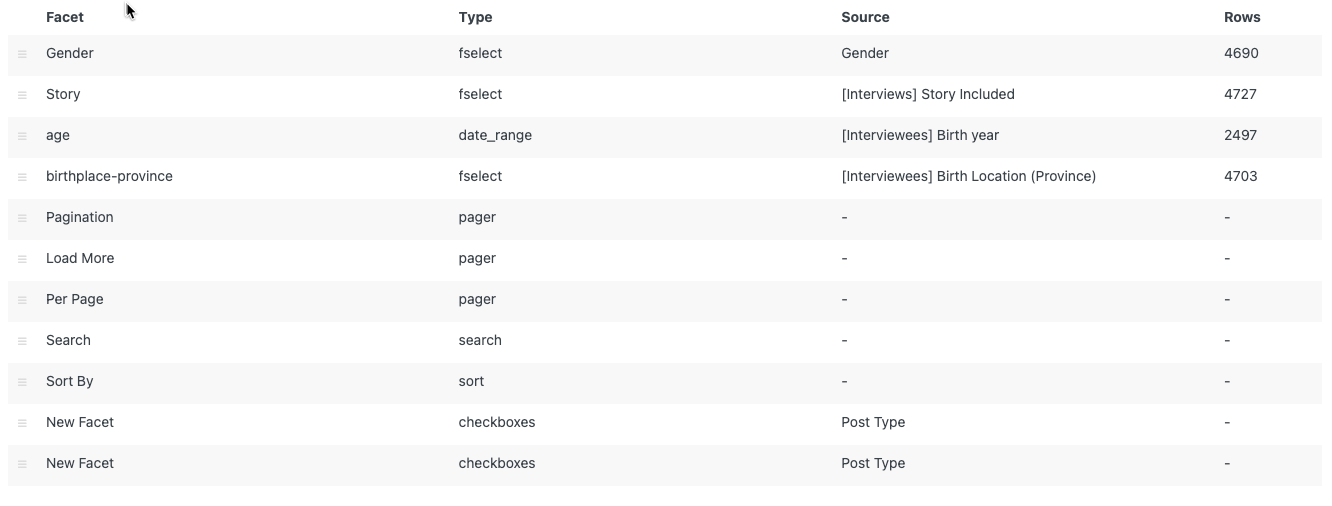 Facet Type Source Rows
Gender fselect Gender 4690
Story fselect [Interviews] Story Included 4727
age date_range [Interviewees] Birth year 2497
birthplace-province fselect [Interviewees] Birth Location (Province) 4703
Pagination pager - -
Load More pager - -
Per Page pager - -
Search search - -
Sort By sort - -
New Facet checkboxes Post Type -
New Facet checkboxes Post Type -